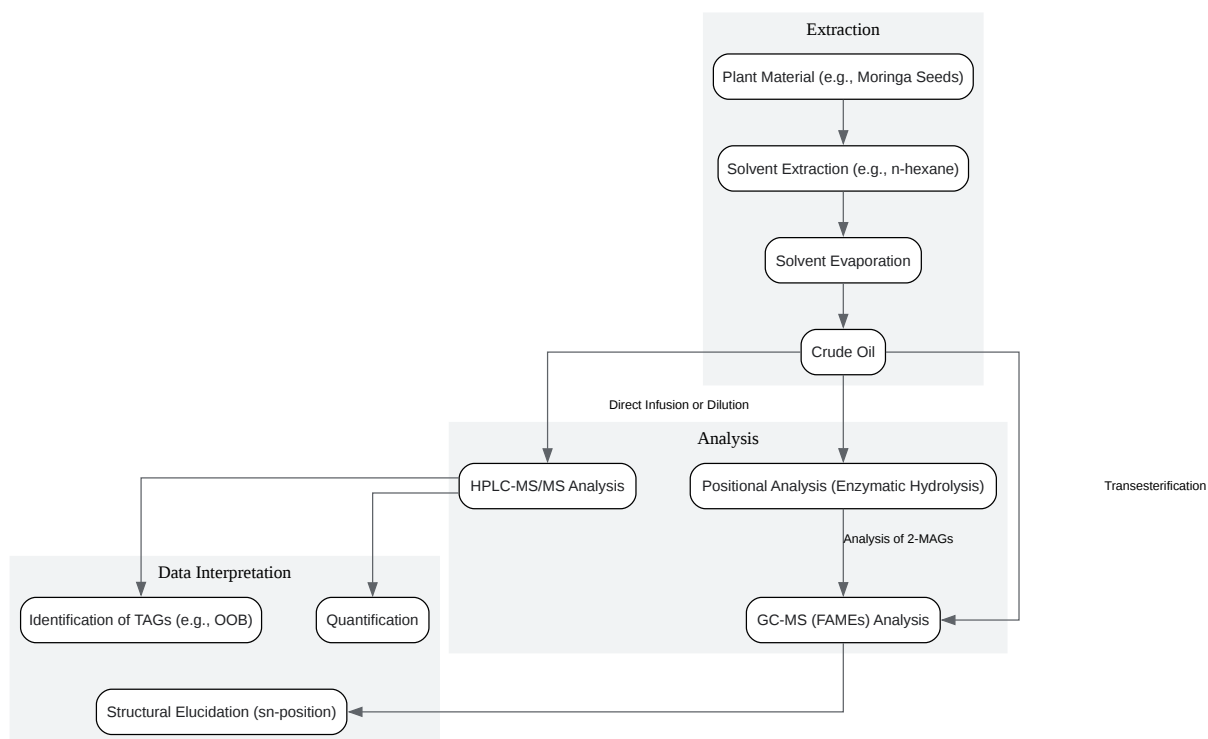 Extraction
Plant Material (e.g., Moringa Seeds)
Solvent Extraction (e.g., n-hexane)
Solvent Evaporation
Crude Oil
Direct Infusion or Dilution
Analysis
HPLC-MS/MS Analysis
Positional Analysis (Enzymatic Hydrolysis)
Transesterification
Analysis of 2-MAGs
Data Interpretation
Identification of TAGs (e.g., OOB)
Quantification
GC-MS (FAMEs) Analysis
Structural Elucidation (sn-position)